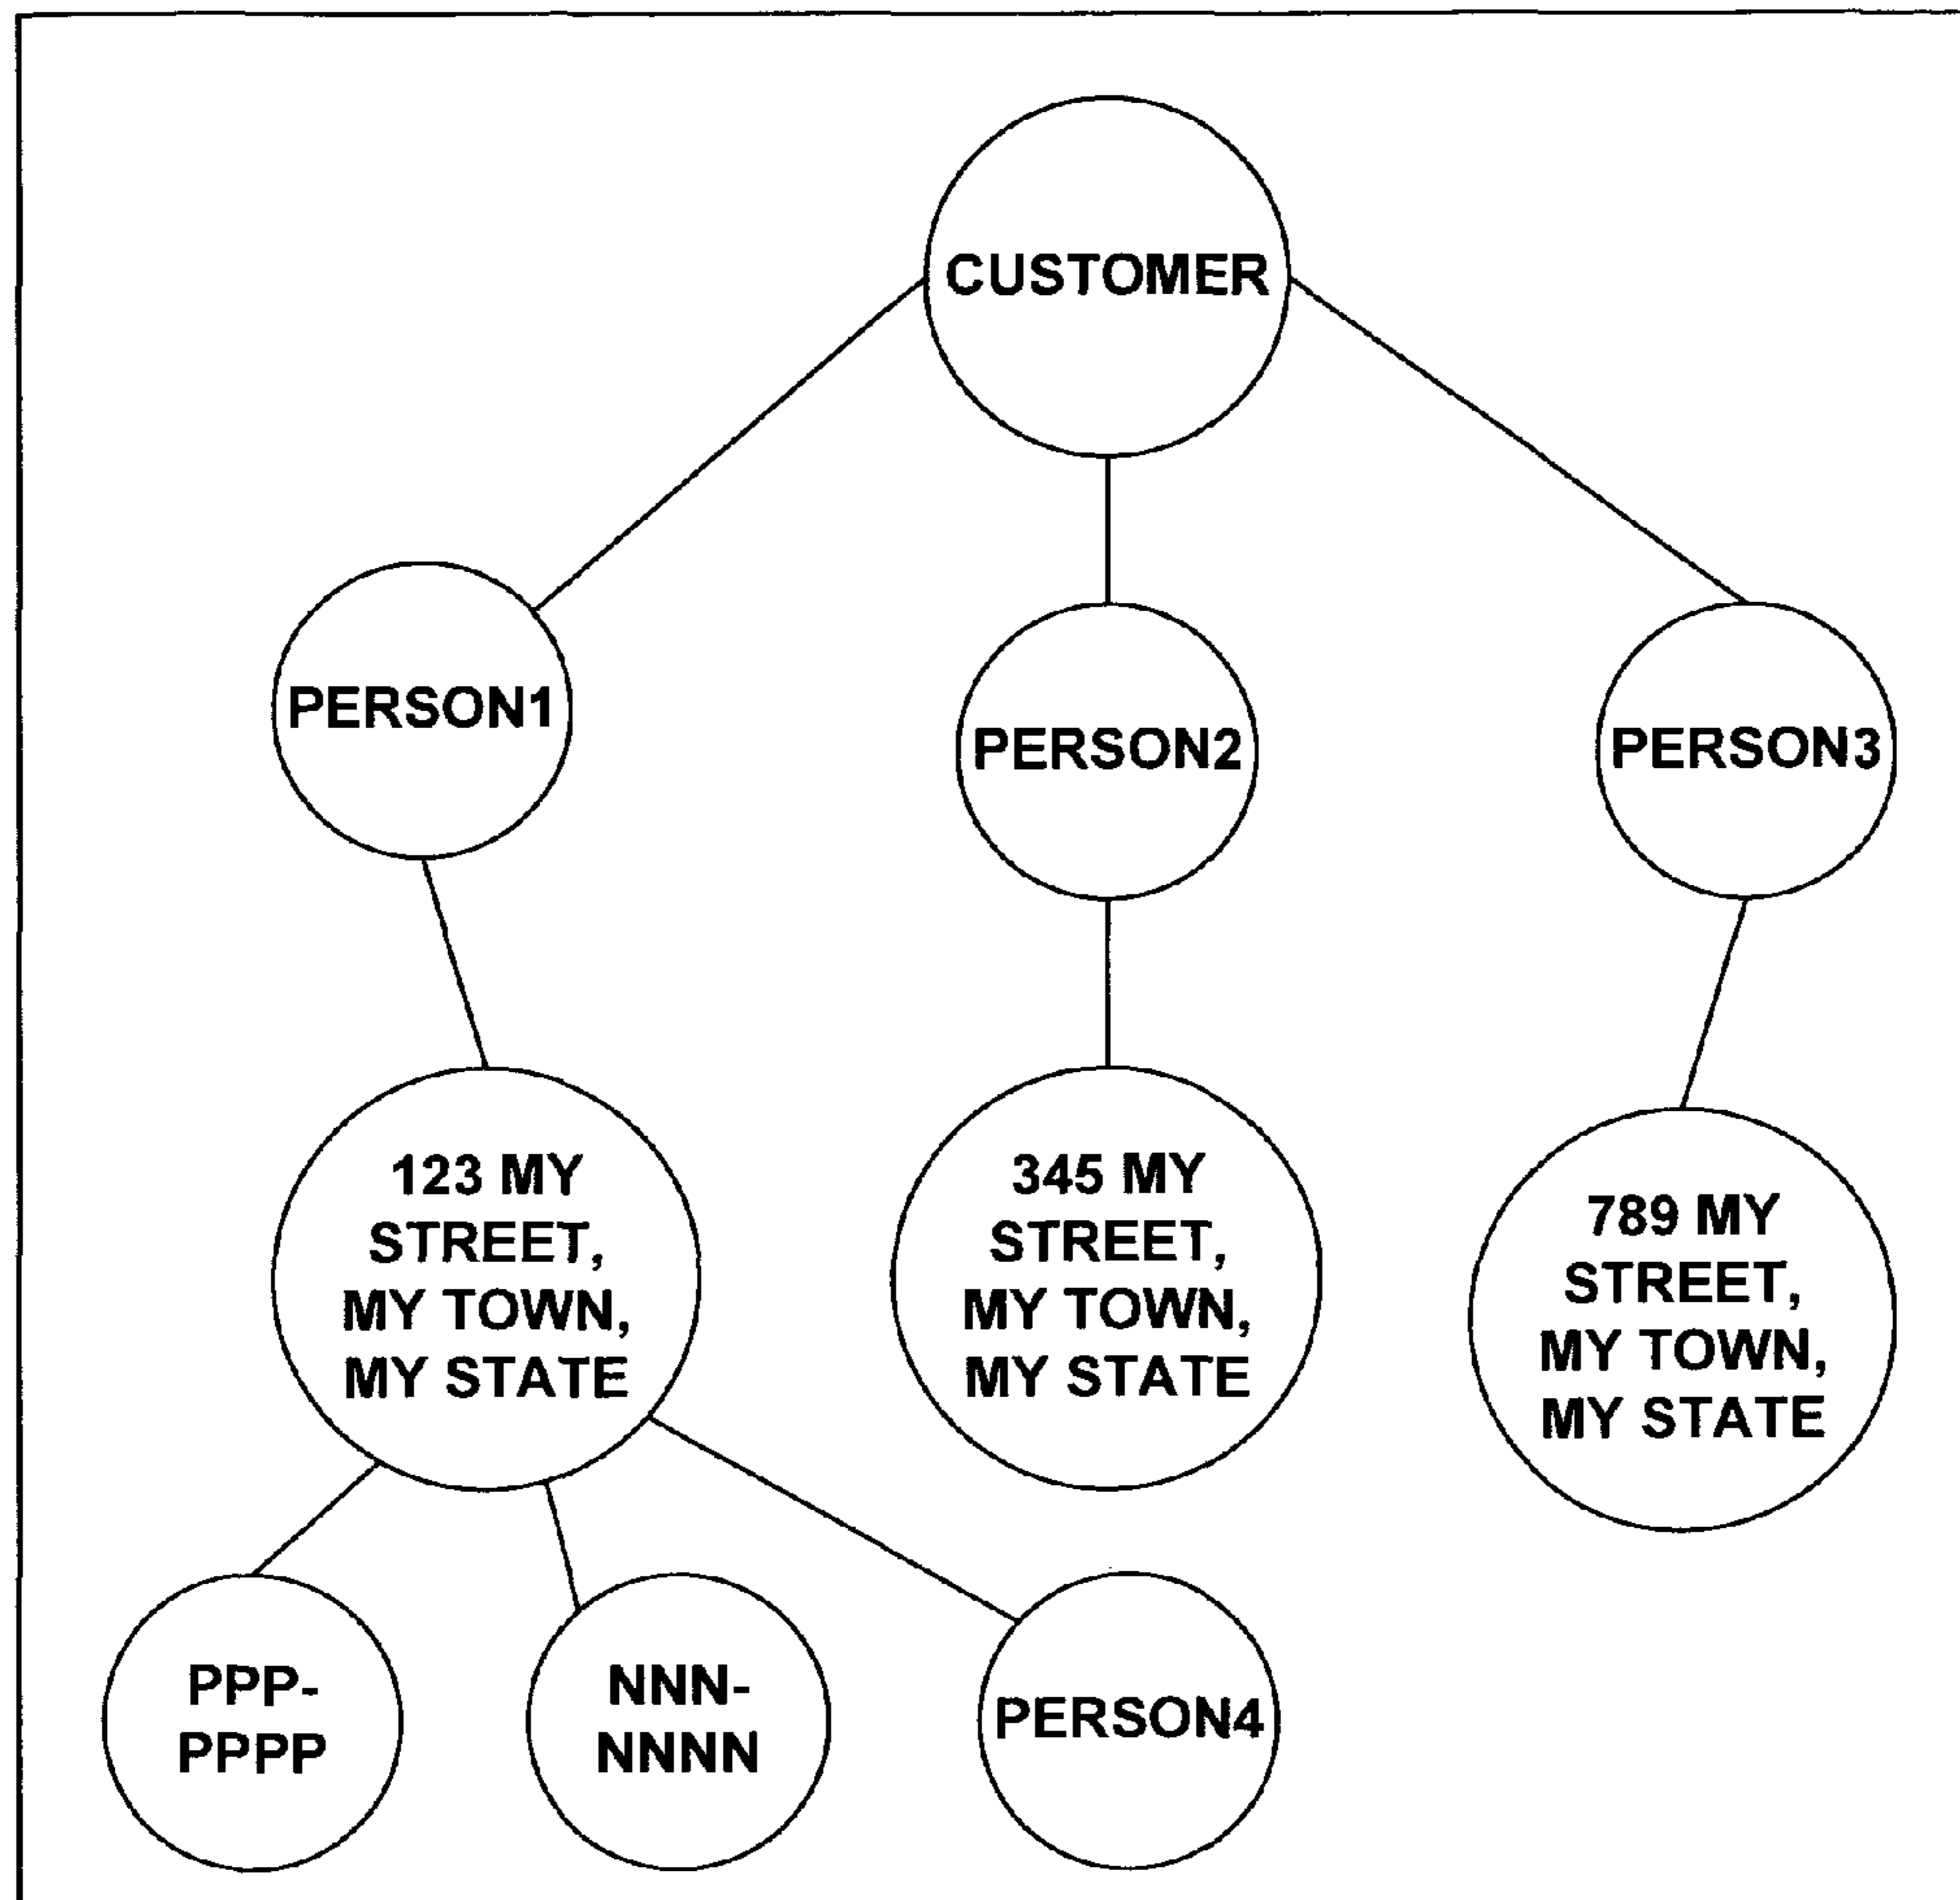 CUSTOMER
PERSON1
PERSON2
PERSON3
123 MY
STREET,
MY TOWN,
MY STATE
345 MY
STREET,
MY TOWN,
MY STATE
789 MY
STREET,
MY TOWN,
MY STATE
PPP-
PPPP
NNN-
NNNN
PERSON4